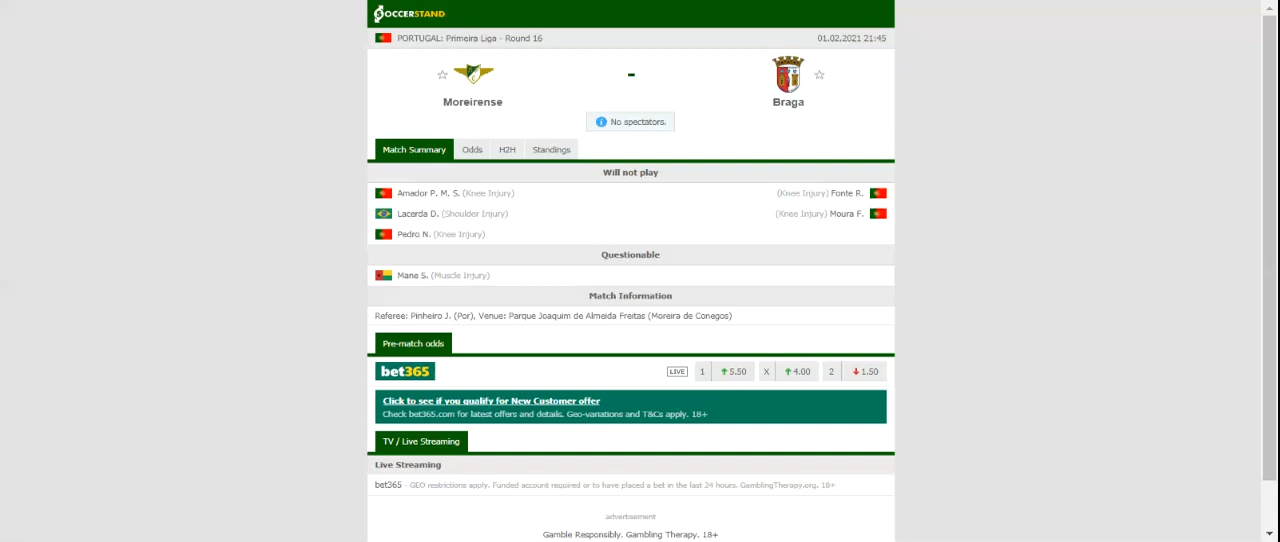 SOCCERSTAND
PORTUGAL: Primeira Liga - Round 16 01.02.2021 21:45
-
Moreirense Braga
No spectators.
Match Summary Odds H2H Standings
Will not play
Amador P. M. S. (Knee Injury) (Knee Injury) Fonte R.
Lacerda D. (Shoulder Injury) (Knee Injury) Moura F.
Pedro N. (Knee Injury)
Questionable
Mane S. (Muscle Injury)
Match Information
Referee: Pinheiro J. (Por), Venue: Parque Joaquim de Almeida Freitas (Moreira de Conegos)
Pre-match odds
bet365 LIVE 1 5.50 X 4.00 2 1.50
Click to see if you qualify for New Customer offer
Check bet365.com for latest offers and details. Geo-variations and T&Cs apply. 18+
TV / Live Streaming
Live Streaming
bet365 - GEO restrictions apply. Funded account required or to have placed a bet in the last 24 hours. GamblingTherapy.org. 18+
advertisement
Gamble Responsibly. Gambling Therapy. 18+